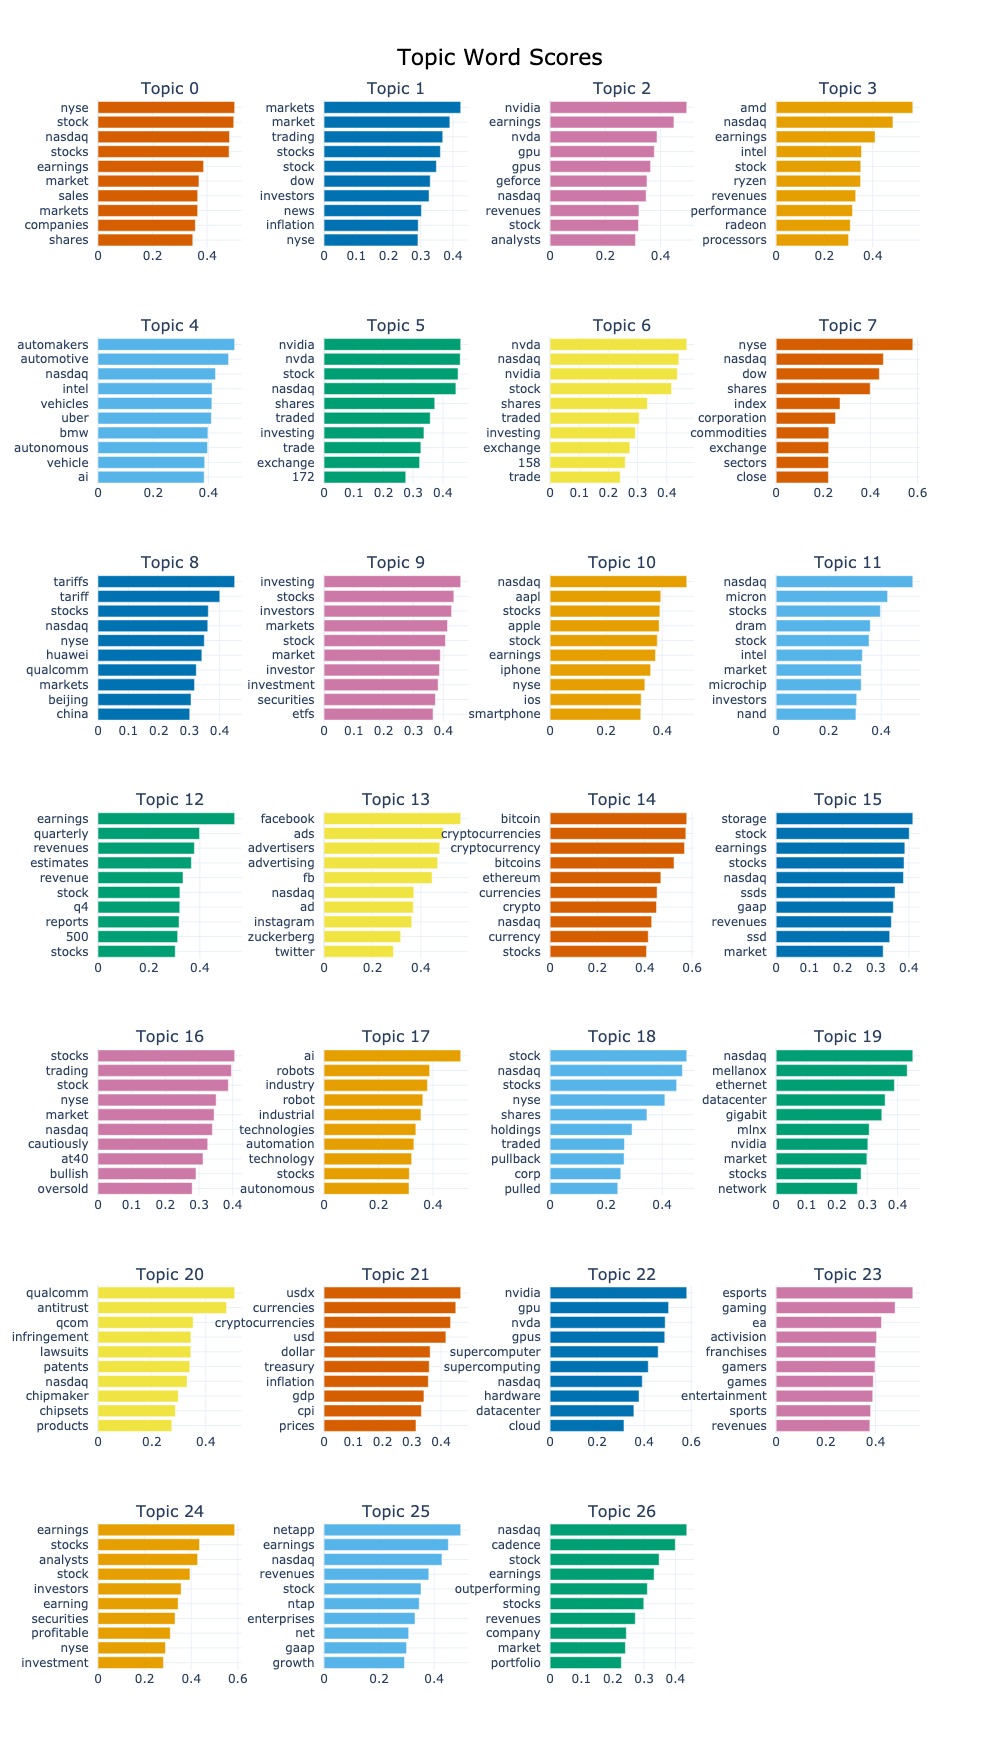 Topic Word Scores
Topic 0
nyse
stock
nasdaq
stocks
earnings
market
sales
markets
companies
shares
0 0.2 0.4
Topic 1
markets
market
trading
stocks
stock
dow
investors
news
inflation
nyse
0 0.1 0.2 0.3 0.4
Topic 2
nvidia
earnings
nvda
gpu
gpus
geforce
nasdaq
revenues
stock
analysts
0 0.2 0.4
Topic 3
amd
nasdaq
earnings
intel
stock
ryzen
revenues
performance
radeon
processors
0 0.2 0.4
Topic 4
automakers
automotive
nasdaq
intel
vehicles
uber
bmw
autonomous
vehicle
ai
0 0.2 0.4
Topic 5
nvidia
nvda
stock
nasdaq
shares
traded
investing
trade
exchange
172
0 0.1 0.2 0.3 0.4
Topic 6
nvda
nasdaq
nvidia
stock
shares
traded
investing
exchange
158
trade
0 0.1 0.2 0.3 0.4
Topic 7
nyse
nasdaq
dow
shares
index
corporation
commodities
exchange
sectors
close
0 0.2 0.4 0.6
Topic 8
tariffs
tariff
stocks
nasdaq
nyse
huawei
qualcomm
markets
beijing
china
0 0.1 0.2 0.3 0.4
Topic 9
investing
stocks
investors
markets
stock
market
investor
investment
securities
etfs
0 0.1 0.2 0.3 0.4
Topic 10
nasdaq
aapl
stocks
apple
stock
earnings
iphone
nyse
ios
smartphone
0 0.2 0.4
Topic 11
nasdaq
micron
stocks
dram
stock
intel
market
microchip
investors
nand
0 0.2 0.4
Topic 12
earnings
quarterly
revenues
estimates
revenue
stock
q4
reports
500
stocks
0 0.2 0.4
Topic 13
facebook
ads
advertisers
advertising
fb
nasdaq
ad
instagram
zuckerberg
twitter
0 0.2 0.4
Topic 14
bitcoin
cryptocurrencies
cryptocurrency
bitcoins
ethereum
currencies
crypto
nasdaq
currency
stocks
0 0.2 0.4 0.6
Topic 15
storage
stock
earnings
stocks
nasdaq
ssds
gaap
revenues
ssd
market
0 0.1 0.2 0.3 0.4
Topic 16
stocks
trading
stock
nyse
market
nasdaq
cautiously
at40
bullish
oversold
0 0.1 0.2 0.3 0.4
Topic 17
ai
robots
industry
robot
industrial
technologies
automation
technology
stocks
autonomous
0 0.2 0.4
Topic 18
stock
nasdaq
stocks
nyse
shares
holdings
traded
pullback
corp
pulled
0 0.2 0.4
Topic 19
nasdaq
mellanox
ethernet
datacenter
gigabit
mlnx
nvidia
market
stocks
network
0 0.1 0.2 0.3 0.4
Topic 20
qualcomm
antitrust
qcom
infringement
lawsuits
patents
nasdaq
chipmaker
chipsets
products
0 0.2 0.4
Topic 21
usdx
currencies
cryptocurrencies
usd
dollar
treasury
inflation
gdp
cpi
prices
0 0.1 0.2 0.3 0.4
Topic 22
nvidia
gpu
nvda
gpus
supercomputer
supercomputing
nasdaq
hardware
datacenter
cloud
0 0.2 0.4 0.6
Topic 23
esports
gaming
ea
activision
franchises
gamers
games
entertainment
sports
revenues
0 0.2 0.4
Topic 24
earnings
stocks
analysts
stock
investors
earning
securities
profitable
nyse
investment
0 0.2 0.4 0.6
Topic 25
netapp
earnings
nasdaq
revenues
stock
ntap
enterprises
net
gaap
growth
0 0.2 0.4
Topic 26
nasdaq
cadence
stock
earnings
outperforming
stocks
revenues
company
market
portfolio
0 0.1 0.2 0.3 0.4